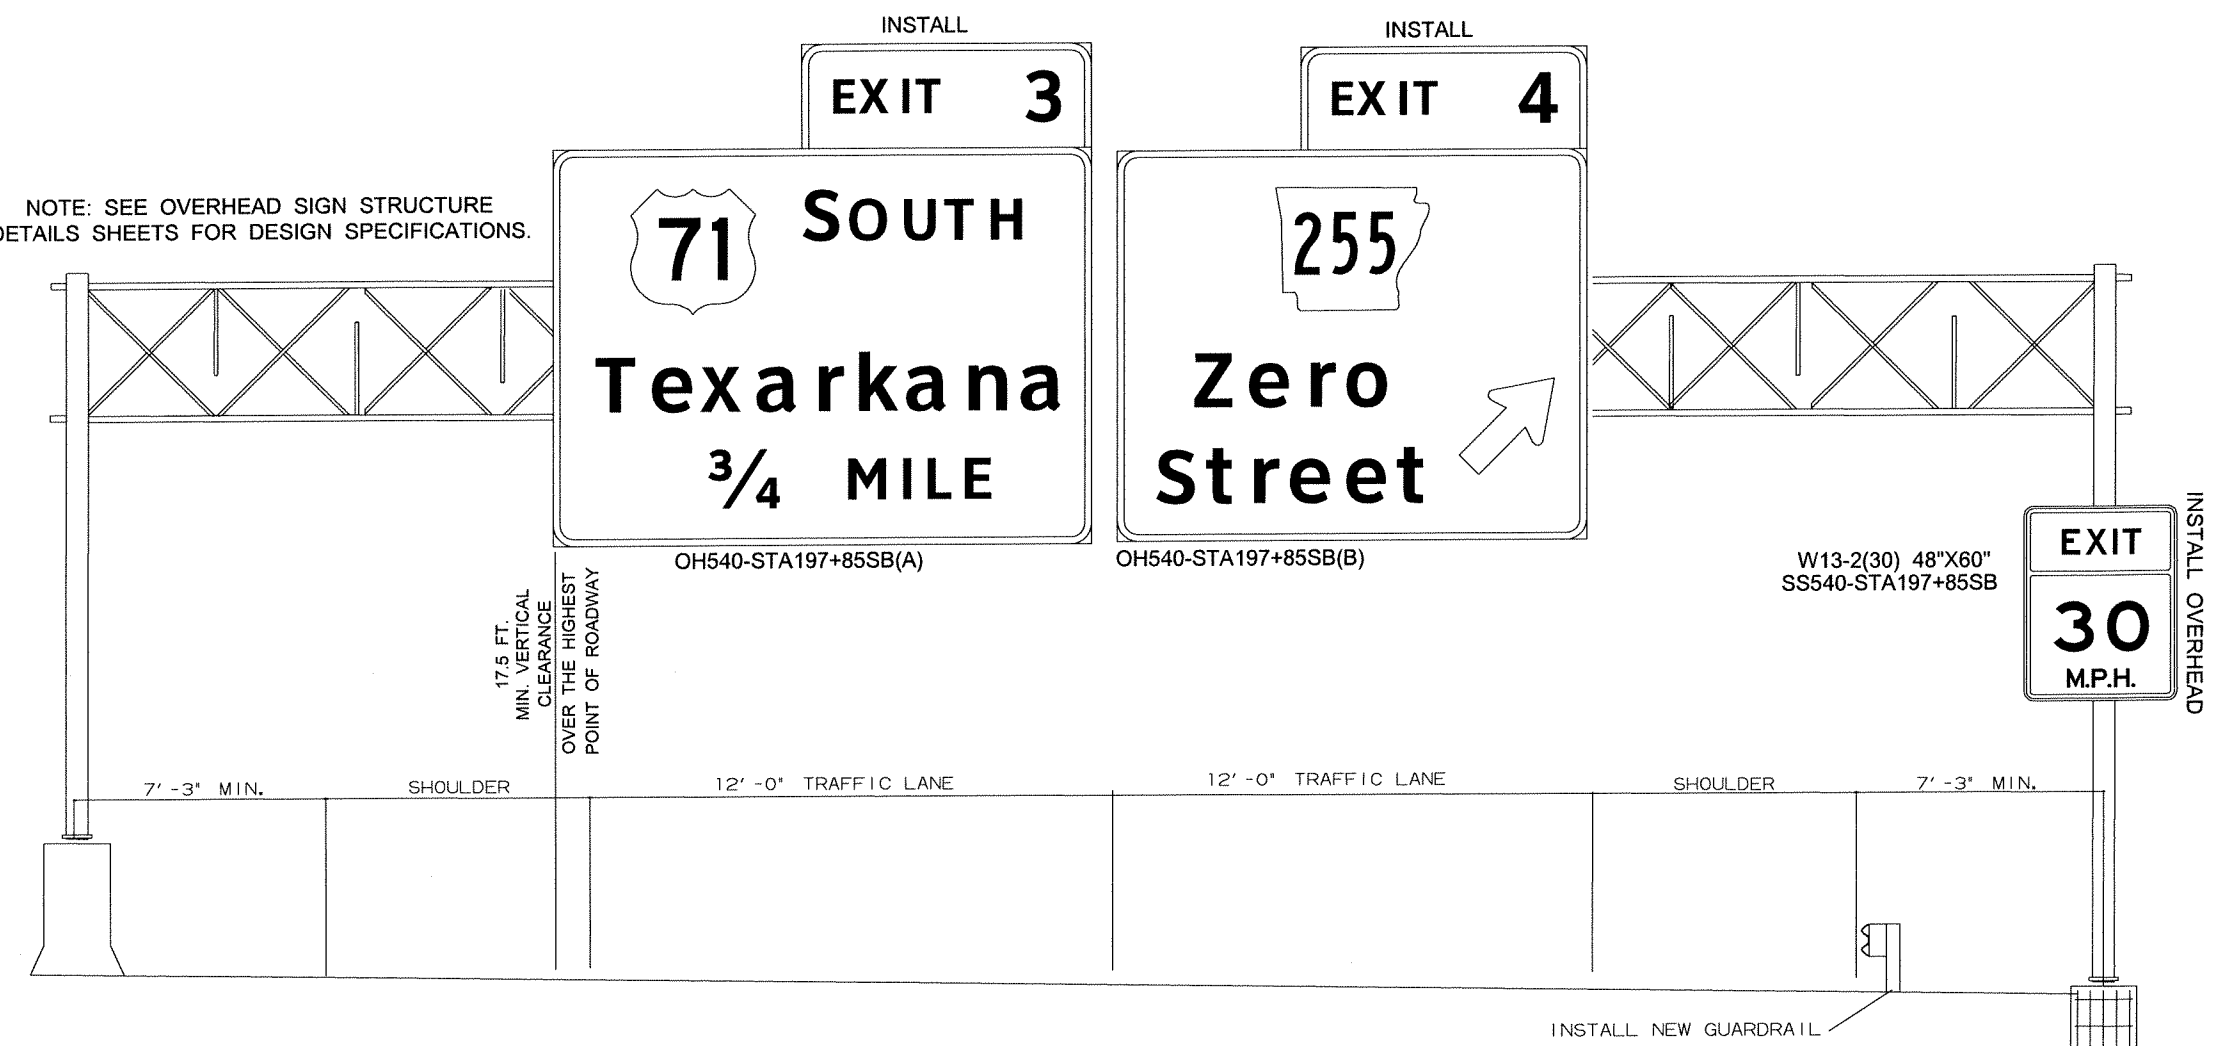 INSTALL
EXIT 3
INSTALL
EXIT 4
NOTE: SEE OVERHEAD SIGN STRUCTURE
DETAILS SHEETS FOR DESIGN SPECIFICATIONS.
71 SOUTH
Texarkana
3/4 MILE
OH540-STA197+85SB(A)
255
Zero
Street
OH540-STA197+85SB(B)
W13-2(30) 48"X60"
SS540-STA197+85SB
EXIT
30
M.P.H.
INSTALL OVERHEAD
17.5 FT.
MIN. VERTICAL
CLEARANCE
OVER THE HIGHEST
POINT OF ROADWAY
7'-3" MIN.
SHOULDER
12'-0" TRAFFIC LANE
12'-0" TRAFFIC LANE
SHOULDER
7'-3" MIN.
INSTALL NEW GUARDRAIL